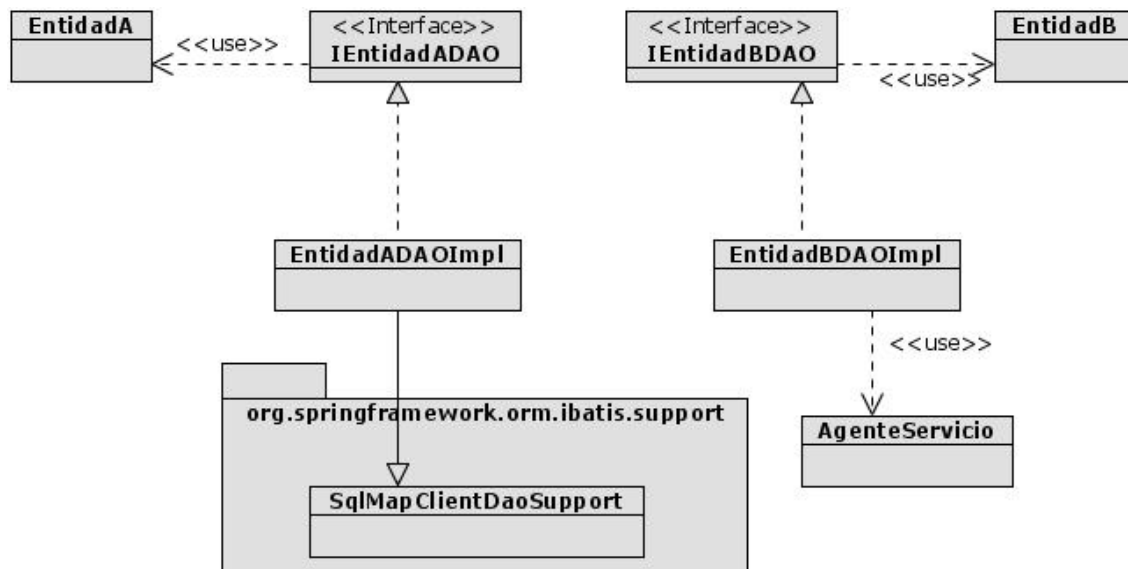 EntidadA
<<use>>
<<Interface>>
IEntidadADAO
<<Interface>>
IEntidadBDAO
<<use>>
EntidadB
EntidadADAOImpl
EntidadBDAOImpl
<<use>>
org.springframework.orm.ibatis.support
AgenteServicio
SqlMapClientDaoSupport